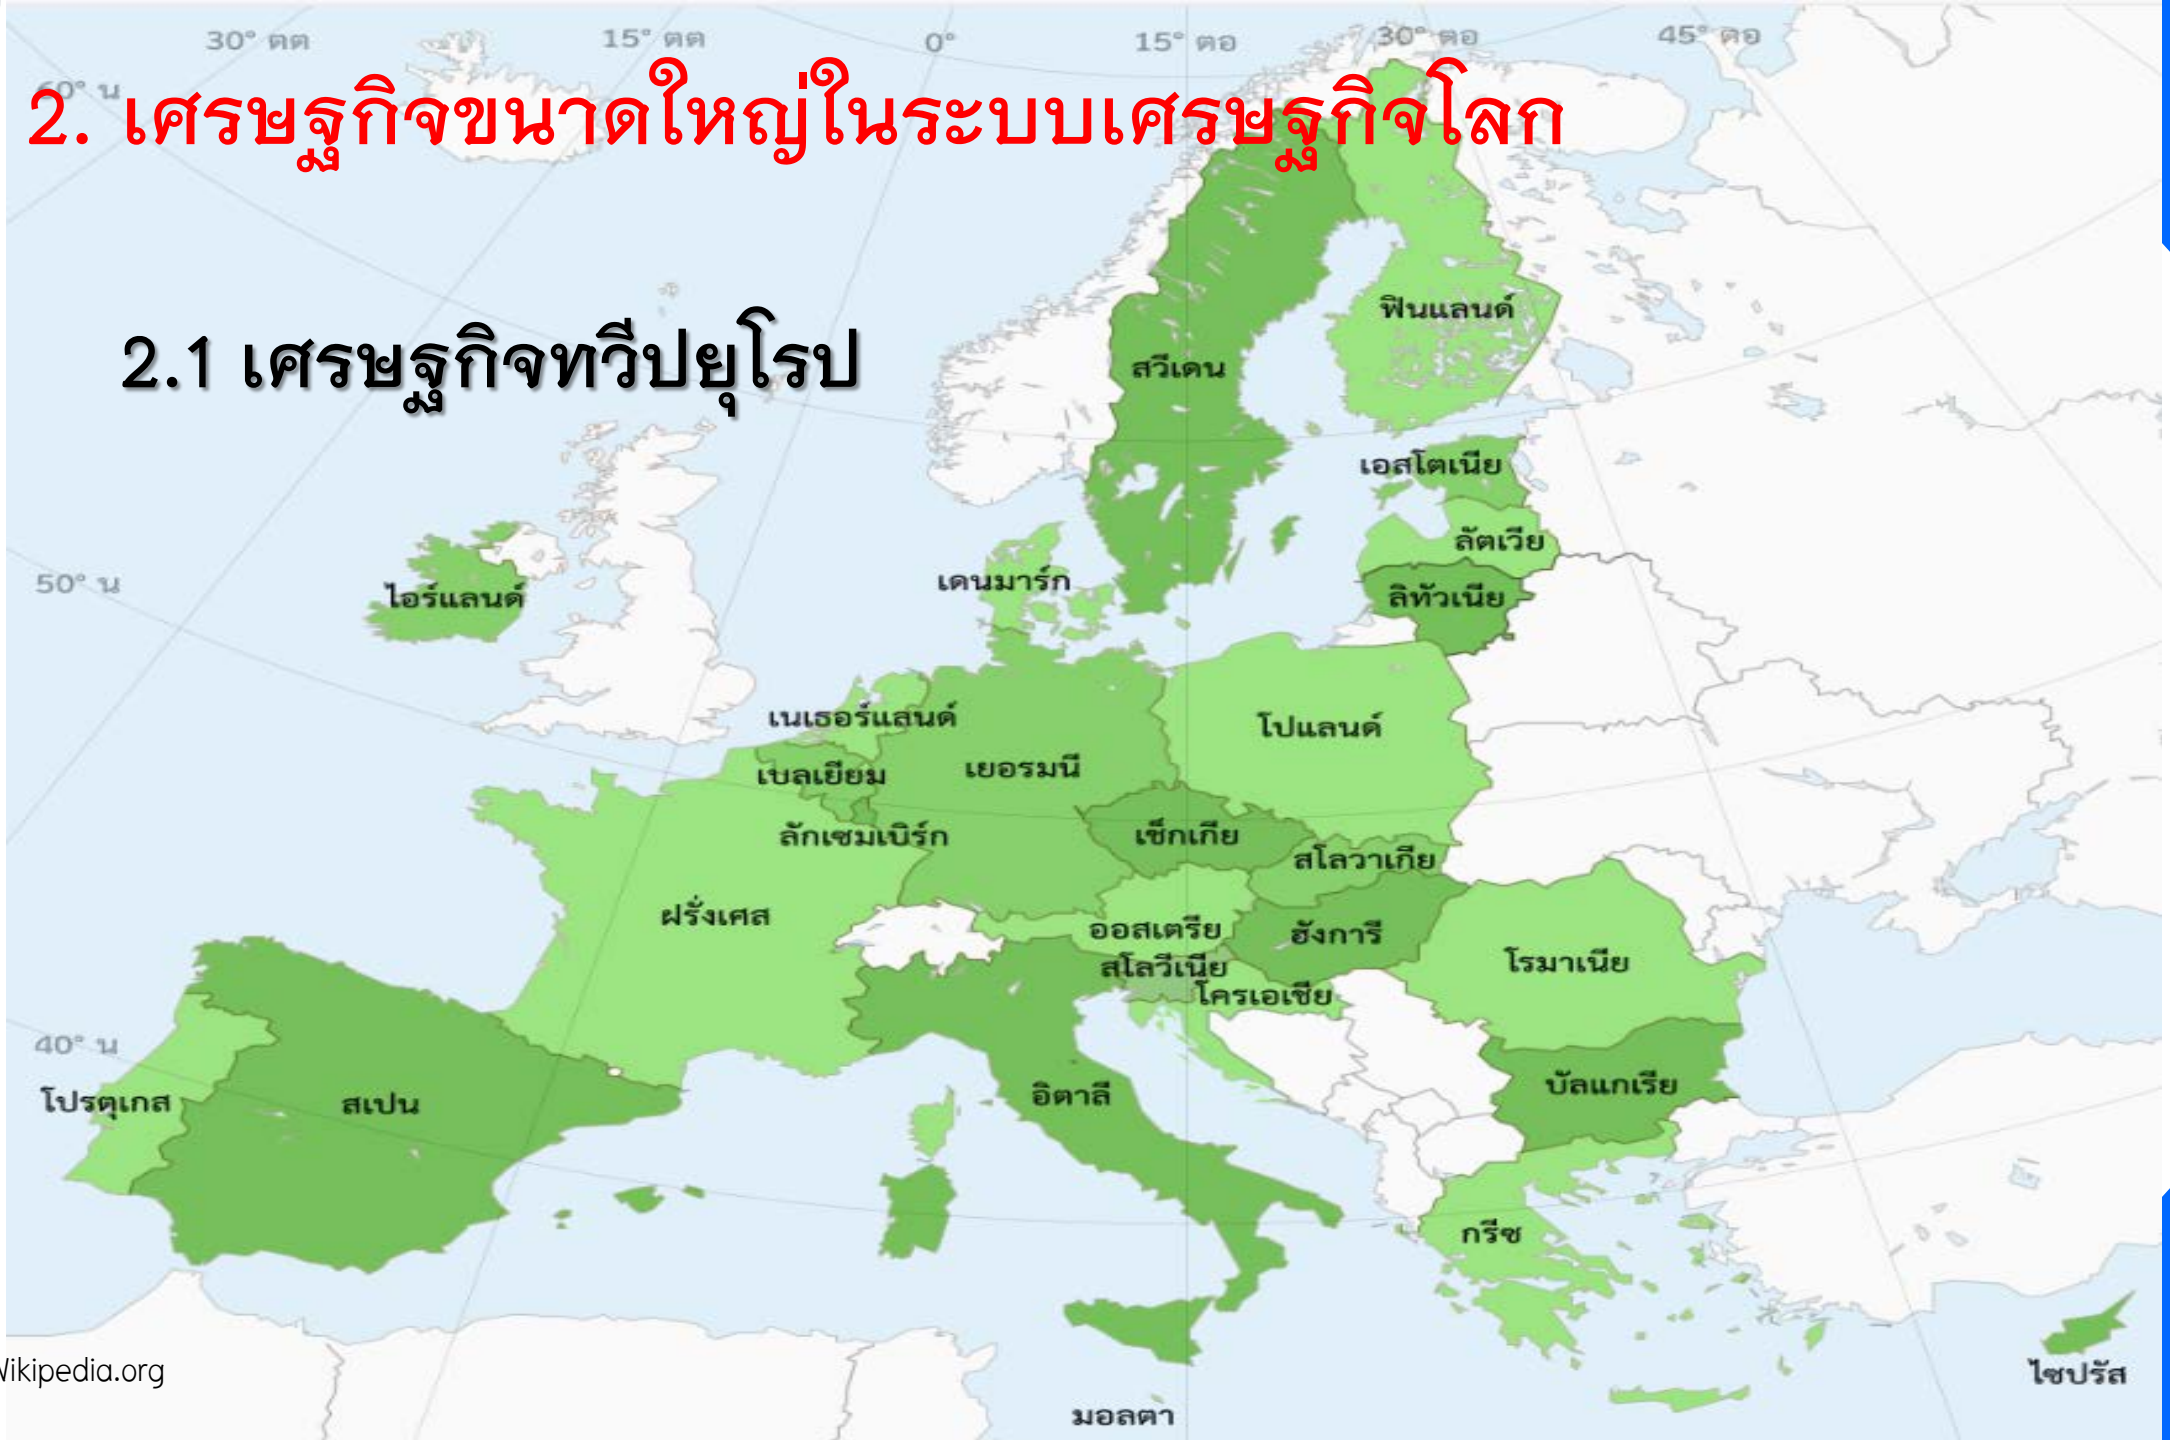 30° ตต
15° ตต
0°
15° ตอ
30° ตอ
45° ตอ
60° น
2. เศรษฐกิจขนาดใหญ่ในระบบเศรษฐกิจโลก
ฟินแลนด์
2.1 เศรษฐกิจทวีปยุโรป
สวีเดน
เอสโตเนีย
ลัตเวีย
50° น
ไอร์แลนด์
เดนมาร์ก
ลิทัวเนีย
เนเธอร์แลนด์
โปแลนด์
เบลเยียม
เยอรมนี
ลักเซมเบิร์ก
เช็กเกีย
สโลวาเกีย
ฝรั่งเศส
ออสเตรีย
ฮังการี
โรมาเนีย
สโลวีเนีย
โครเอเชีย
40° น
โปรตุเกส
สเปน
อิตาลี
บัลแกเรีย
กรีซ
Wikipedia.org
ไซปรัส
มอลตา